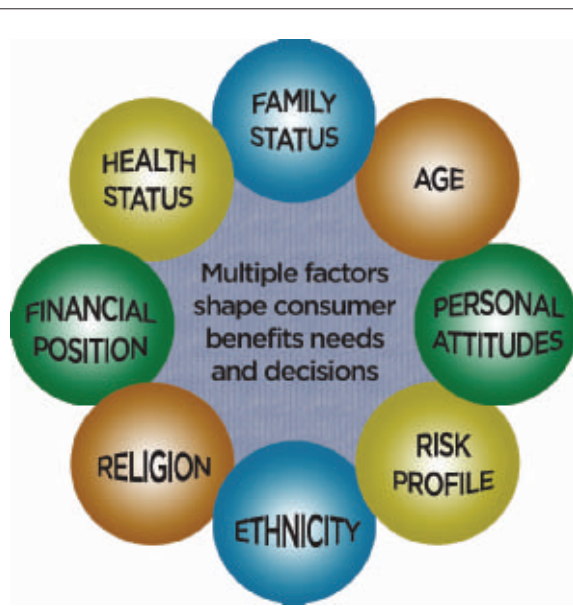 FAMILY
STATUS
AGE
PERSONAL
ATTITUDES
RISK
PROFILE
ETHNICITY
RELIGION
FINANCIAL
POSITION
HEALTH
STATUS
Multiple factors
shape consumer
benefits needs
and decisions